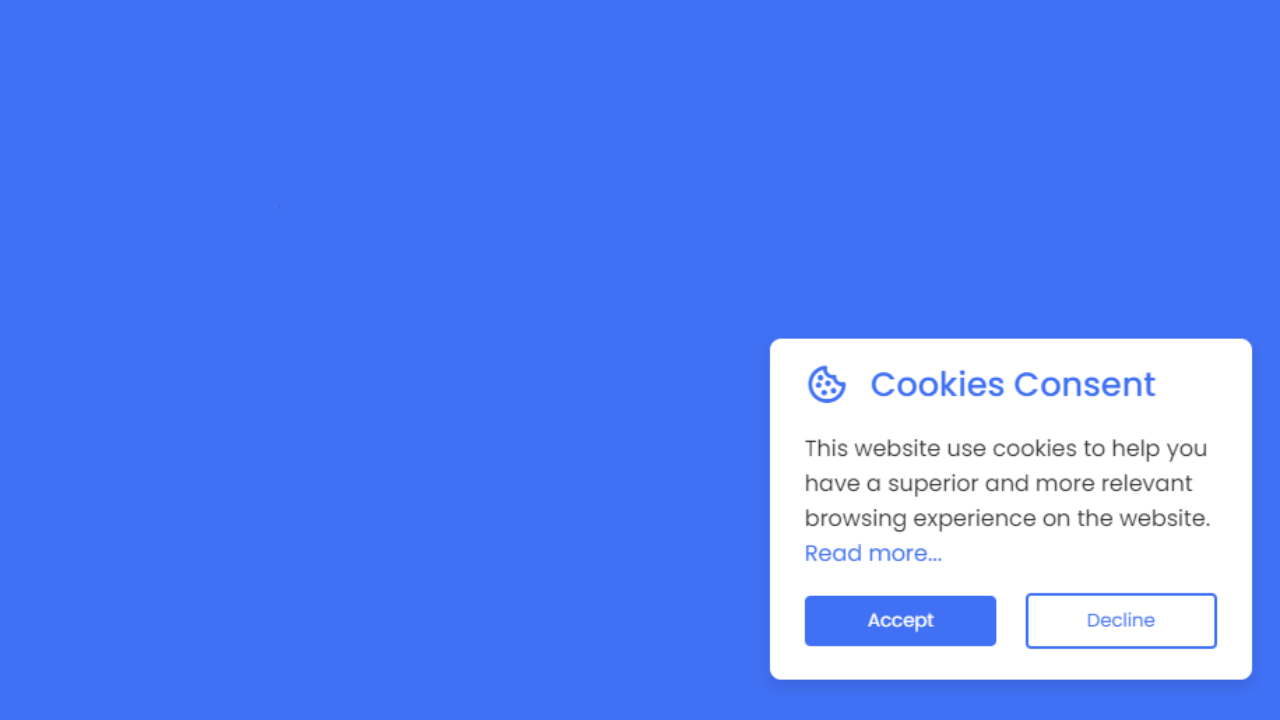 Cookies Consent
This website use cookies to help you
have a superior and more relevant
browsing experience on the website.
Read more...
Accept
Decline